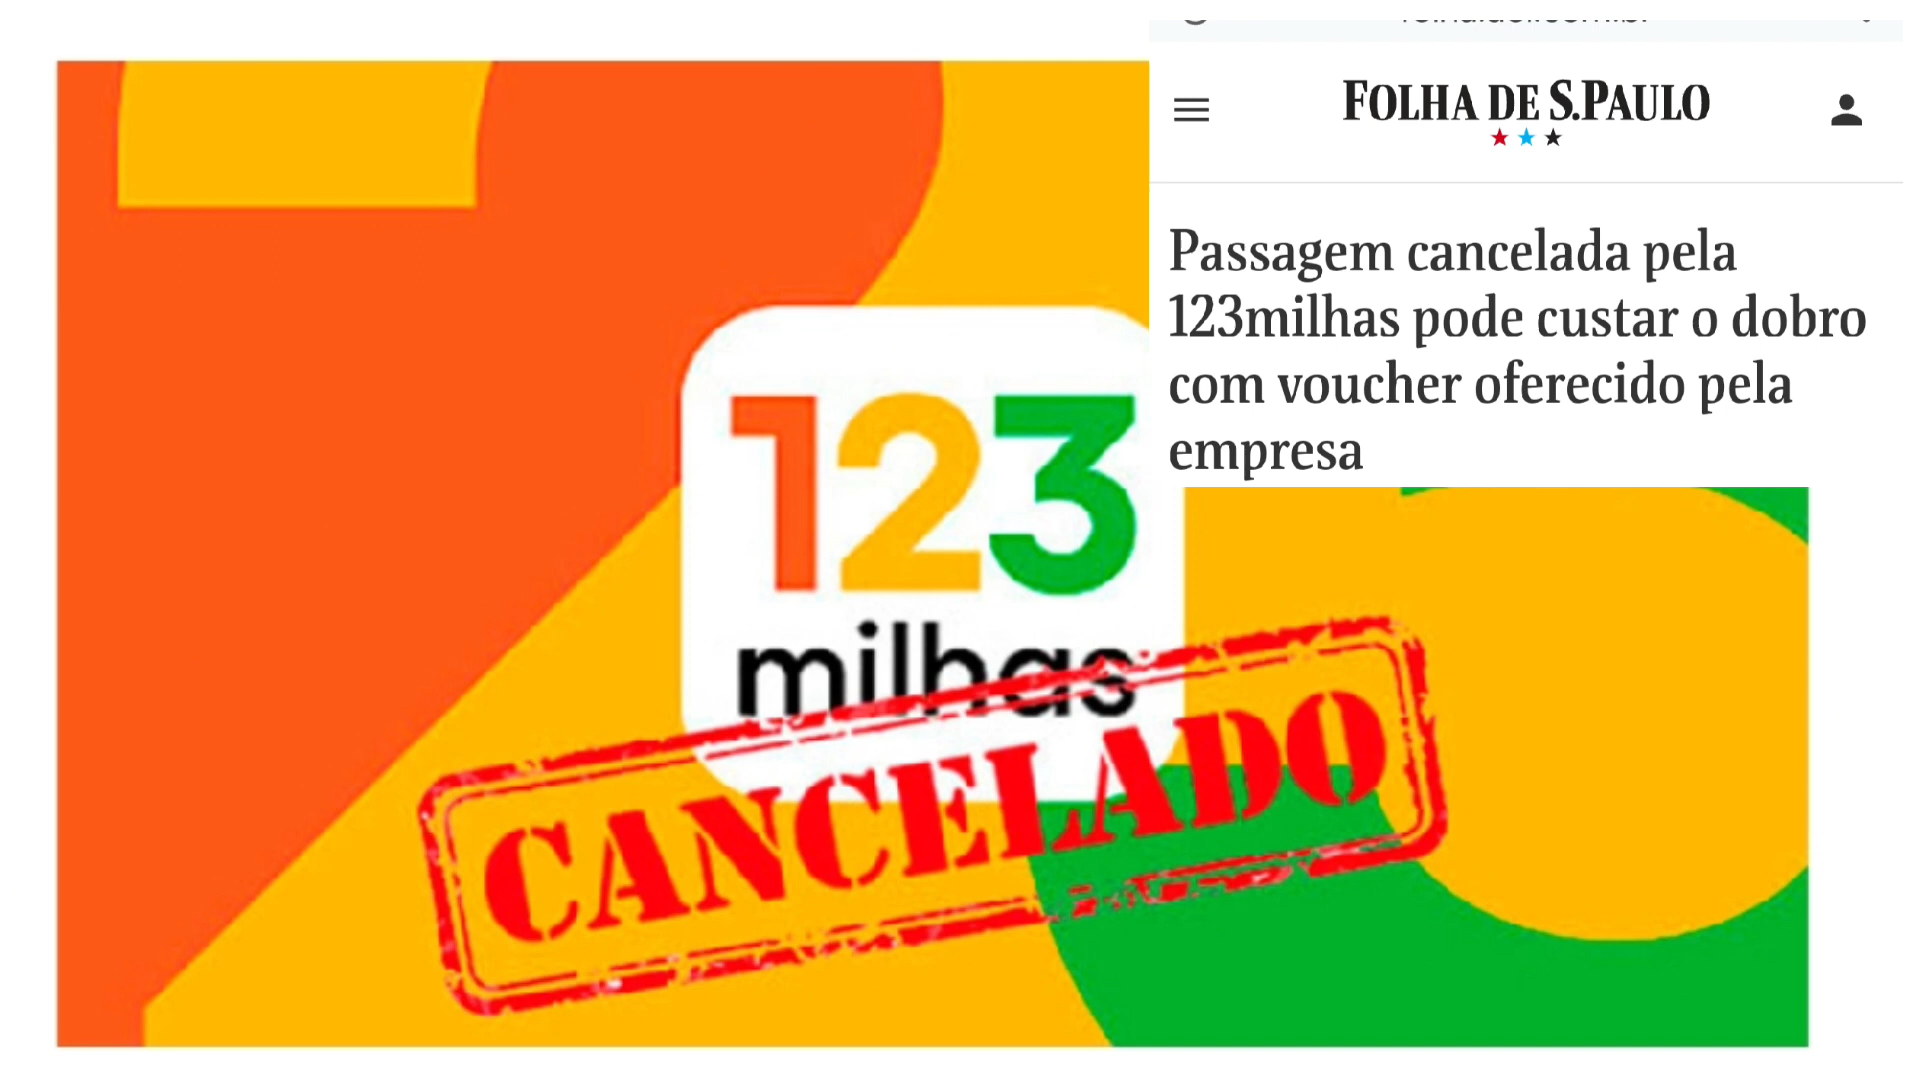 FOLHA DE S.PAULO
Passagem cancelada pela
123milhas pode custar o dobro
com voucher oferecido pela
empresa
123
milhas
CANCELADO